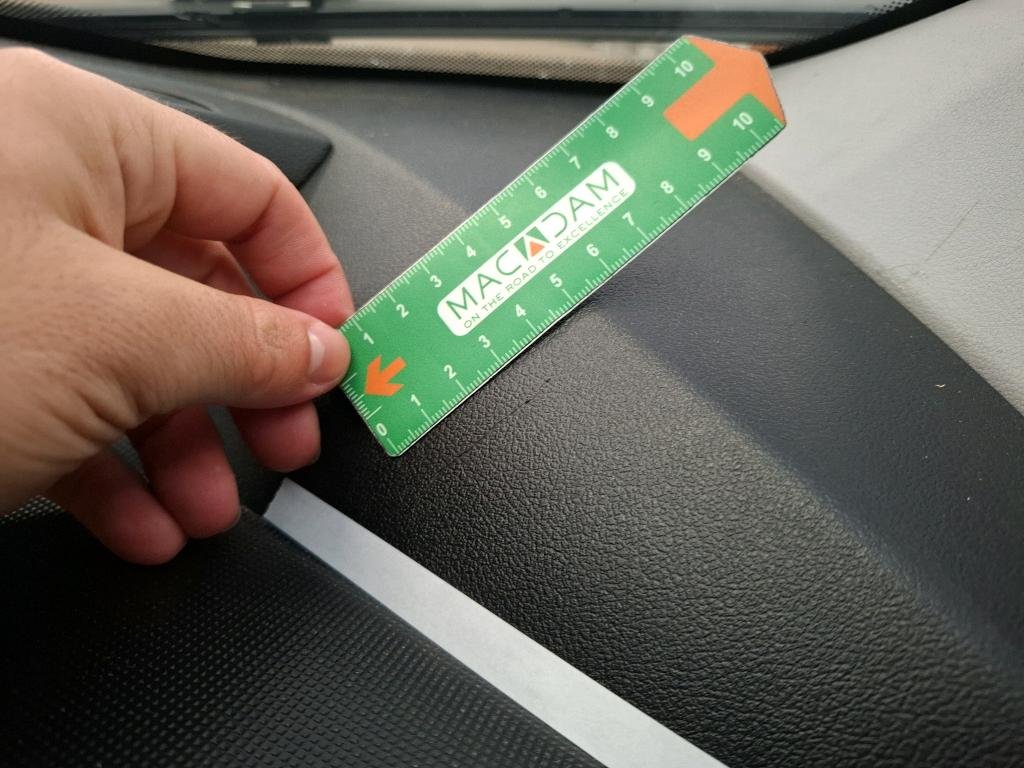 1 2 3 4 5 6 7 8 9 10
MACADAM
ON THE ROAD TO EXCELLENCE
0 1 2 3 4 5 6 7 8 9 10